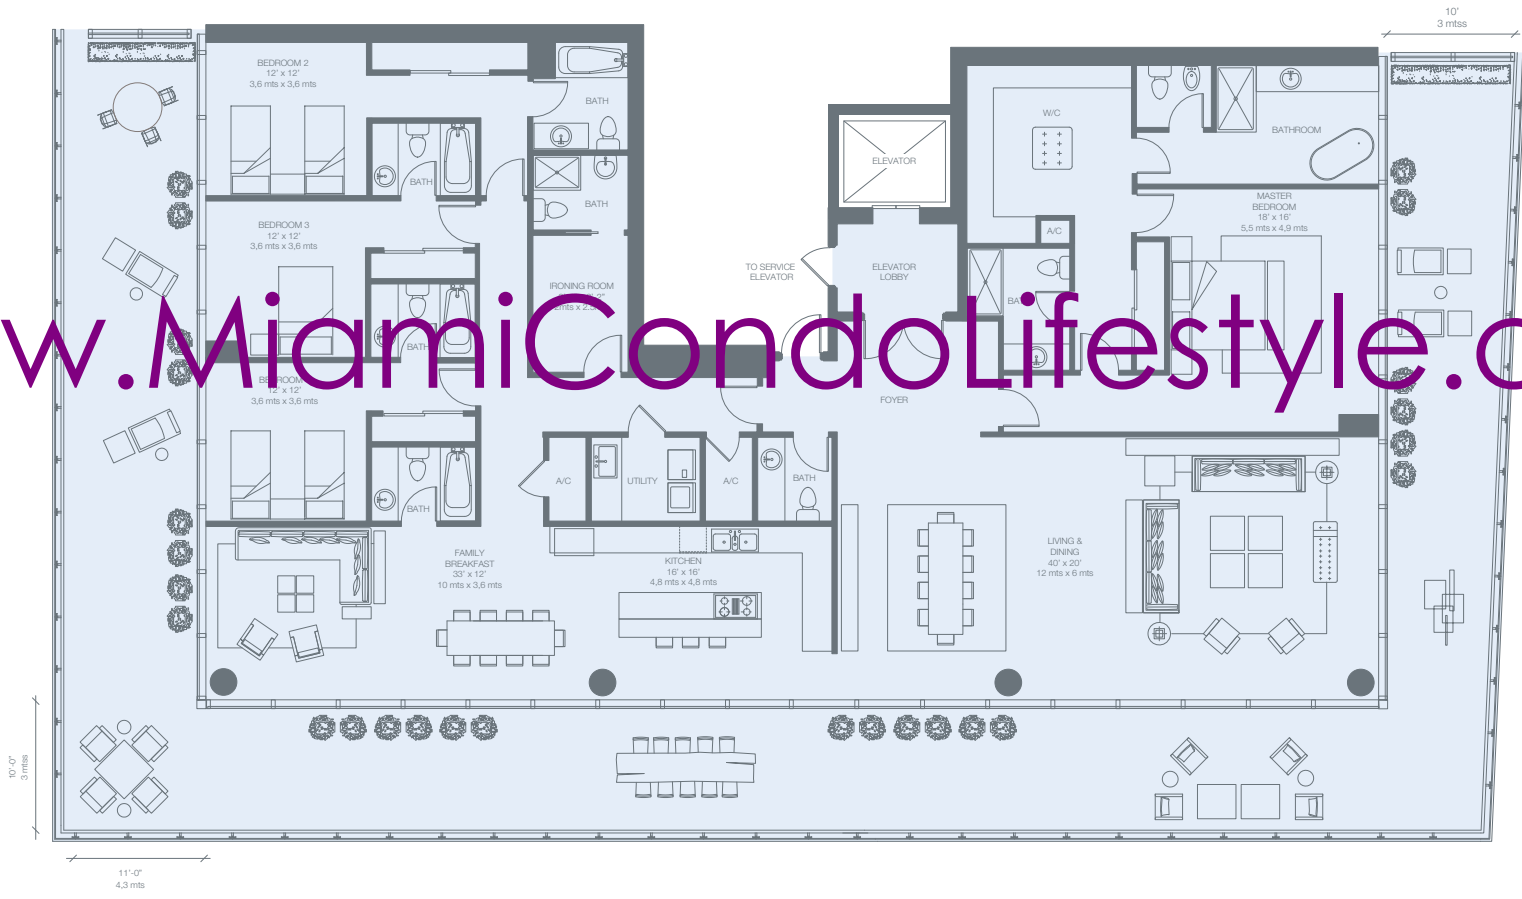 10'
3 mtss
BEDROOM 2
12' x 12'
3,6 mts x 3,6 mts
BATH
BATH
BATH
W/C
BATHROOM
ELEVATOR
MASTER
BEDROOM
18' x 16'
5,5 mts x 4,9 mts
A/C
BEDROOM 3
12' x 12'
3,6 mts x 3,6 mts
TO SERVICE
ELEVATOR
ELEVATOR
LOBBY
IRONING ROOM
w.MiamiCondoLifestyle.c
BATH
12' x 12'
3,6 mts x 3,6 mts
FOYER
A/C
UTILITY
A/C
BATH
BATH
FAMILY
BREAKFAST
33' x 12'
10 mts x 3,6 mts
KITCHEN
16' x 16'
4,8 mts x 4,8 mts
LIVING &
DINING
40' x 20'
12 mts x 6 mts
10'-0"
3 mtss
11'-0"
4,3 mts